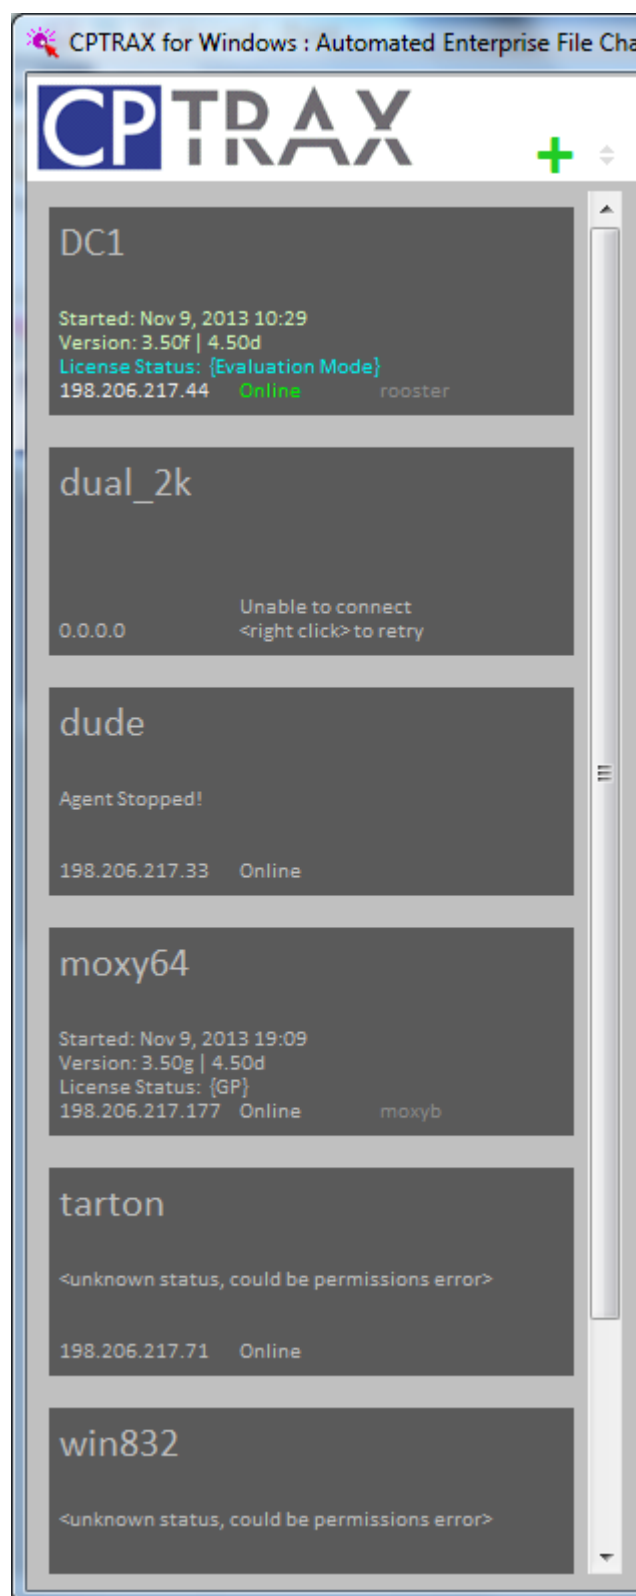 CPTRAX for Windows : Automated Enterprise File Cha
CPTRAX
DC1
Started: Nov 9, 2013 10:29
Version: 3.50f | 4.50d
License Status: {Evaluation Mode}
198.206.217.44 Online rooster
dual_2k
Unable to connect
0.0.0.0 <right click> to retry
dude
Agent Stopped!
198.206.217.33 Online
moxy64
Started: Nov 9, 2013 19:09
Version: 3.50g | 4.50d
License Status: {GP}
198.206.217.177 Online moxyb
tarton
<unknown status, could be permissions error>
198.206.217.71 Online
win832
<unknown status, could be permissions error>